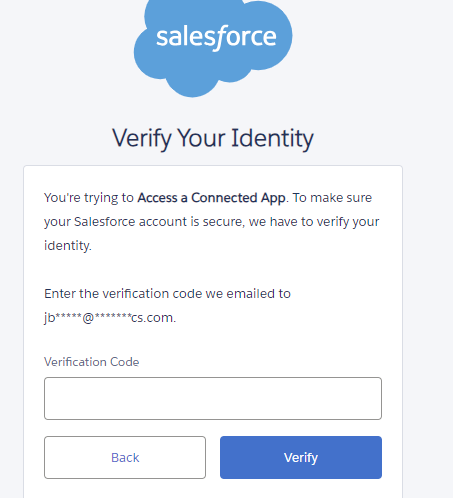 salesforce
Verify Your Identity
You're trying to Access a Connected App. To make sure
your Salesforce account is secure, we have to verify your
identity.
Enter the verification code we emailed to
jb*****@*******cs.com.
Verification Code
Back
Verify